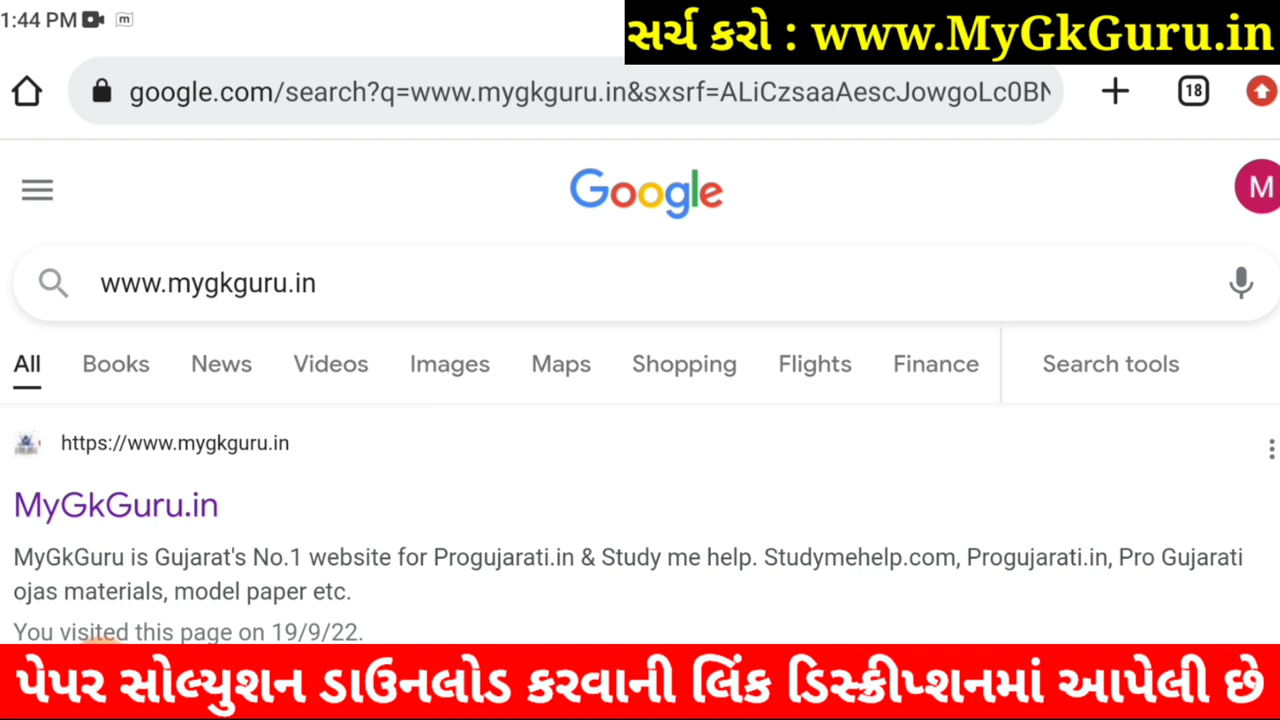 1:44 PM m
સર્ચ કરો : www.MyGkGuru.in
google.com/search?q=www.mygkguru.in&sxsrf=ALiCzsaaAescJowgoLc0BN
18
Google
M
www.mygkguru.in
All Books News Videos Images Maps Shopping Flights Finance Search tools
https://www.mygkguru.in
MyGkGuru.in
MyGkGuru is Gujarat's No.1 website for Progujarati.in & Study me help. Studymehelp.com, Progujarati.in, Pro Gujarati
ojas materials, model paper etc.
You visited this page on 19/9/22.
પેપર સોલ્યુશન ડાઉનલોડ કરવાની લિંક ડિસ્ક્રીપ્શનમાં આપેલી છે